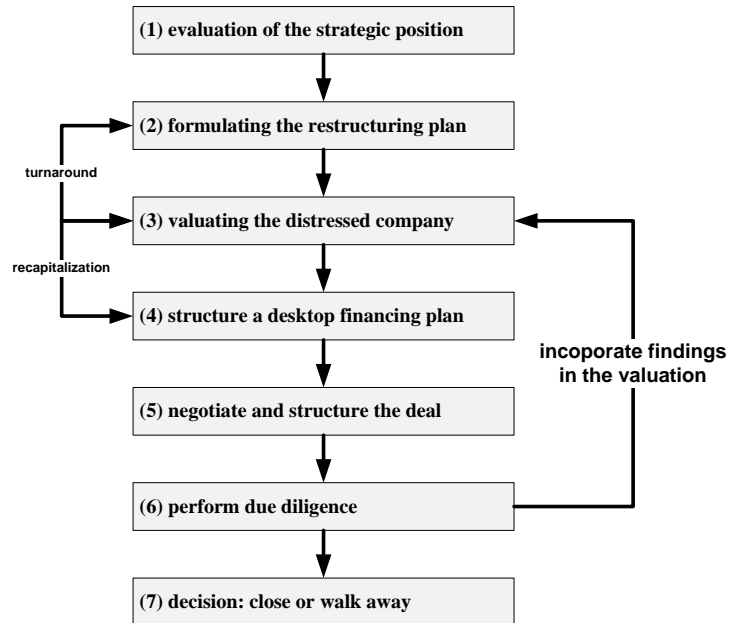 (1) evaluation of the strategic position
(2) formulating the restructuring plan
turnaround
(3) valuating the distressed company
recapitalization
(4) structure a desktop financing plan
incoporate findings
in the valuation
(5) negotiate and structure the deal
(6) perform due diligence
(7) decision: close or walk away